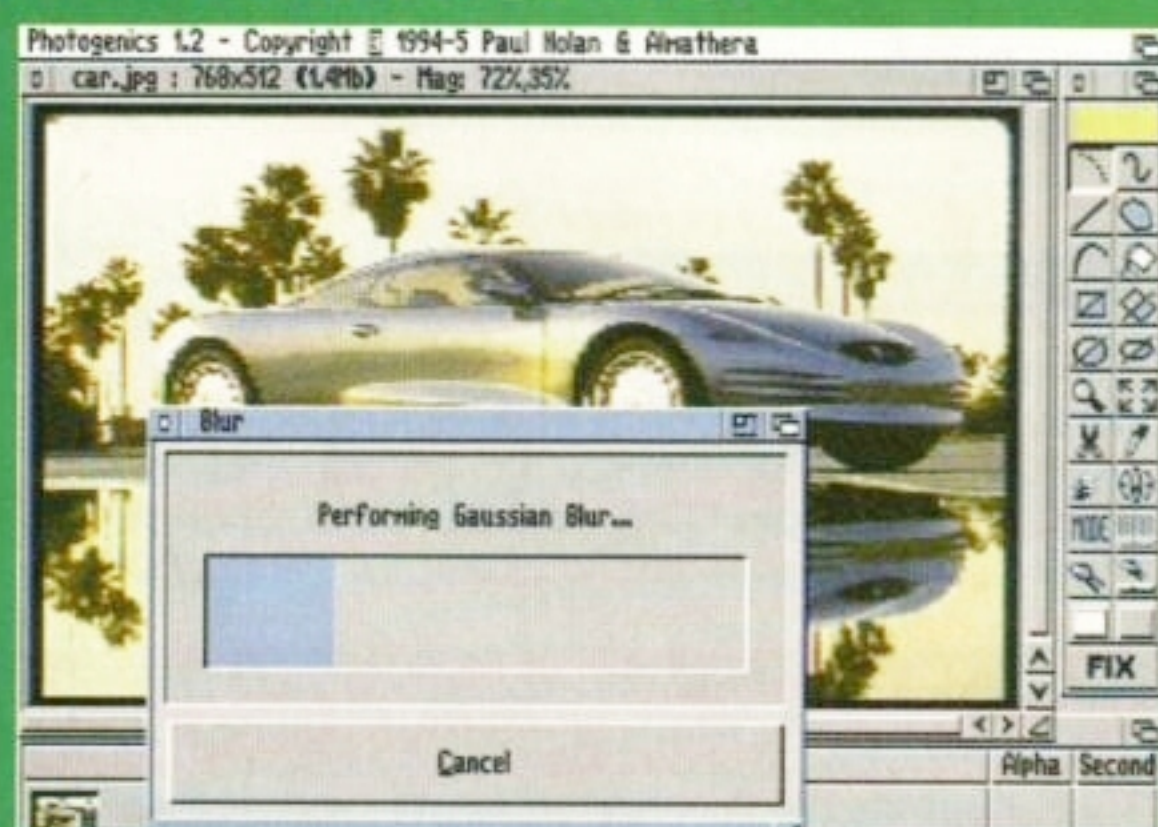 Photogenics 1.2 - Copyright © 1994-5 Paul Nolan & Almathera
car.jpg : 768x512 (1.4Mb) - Mag: 72%,35%
Blur
Performing Gaussian Blur...
Cancel
MODE
FIX
Alpha Second